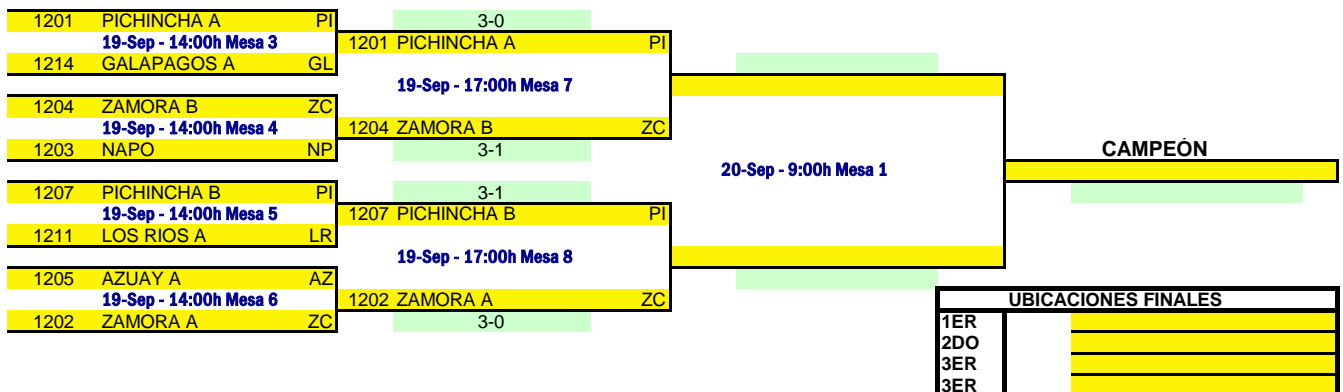 1201 PICHINCHA A PI 3-0
19-Sep - 14:00h Mesa 3 1201 PICHINCHA A PI
1214 GALAPAGOS A GL
19-Sep - 17:00h Mesa 7
1204 ZAMORA B ZC
19-Sep - 14:00h Mesa 4 1204 ZAMORA B ZC
1203 NAPO NP 3-1 CAMPEÓN
20-Sep - 9:00h Mesa 1
1207 PICHINCHA B PI 3-1
19-Sep - 14:00h Mesa 5 1207 PICHINCHA B PI
1211 LOS RIOS A LR
19-Sep - 17:00h Mesa 8
1205 AZUAY A AZ
19-Sep - 14:00h Mesa 6 1202 ZAMORA A ZC UBICACIONES FINALES
1202 ZAMORA A ZC 3-0 1ER
2DO
3ER
3ER